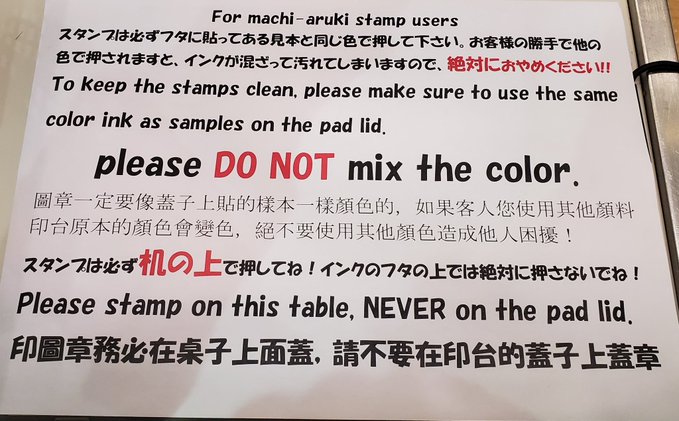 For machi-aruki stamp users
スタンプは必ずフタに貼ってある見本と同じ色で押して下さい。お客様の勝手で他の
色で押されますと、インクが混ざって汚れてしまいますので、絶対におやめください!!
To keep the stamps clean, please make sure to use the same
color ink as samples on the pad lid.
please DO NOT mix the color.
圖章一定要像蓋子上貼的樣本一樣顏色的，如果客人您使用其他顏料
印台原本的顏色會變色，絕不要使用其他顏色造成他人困擾！
スタンプは必ず机の上で押してね！インクのフタの上では絶対に押さないでね！
Please stamp on this table, NEVER on the pad lid.
印圖章務必在桌子上面蓋，請不要在印台的蓋子上蓋章